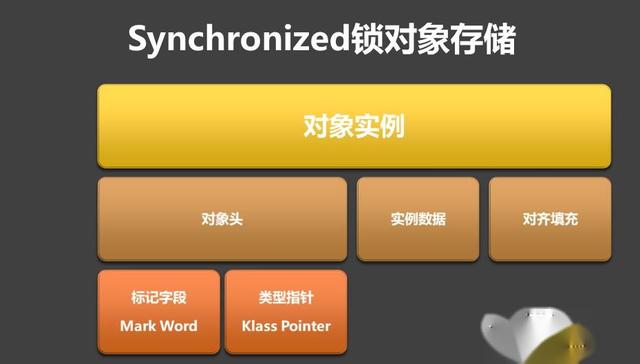 Synchronized锁对象存储
对象实例
对象头
实例数据
对齐填充
标记字段
Mark Word
类型指针
Klass Pointer